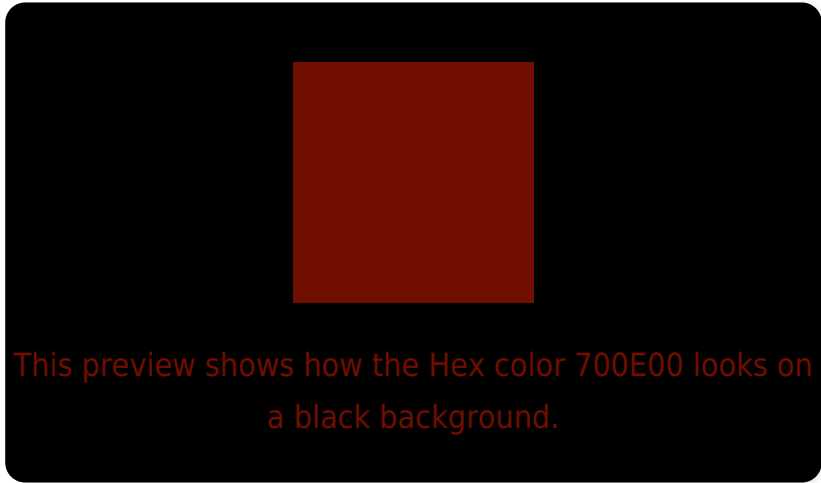 This preview shows how the Hex color 700E00 looks on
a black background.